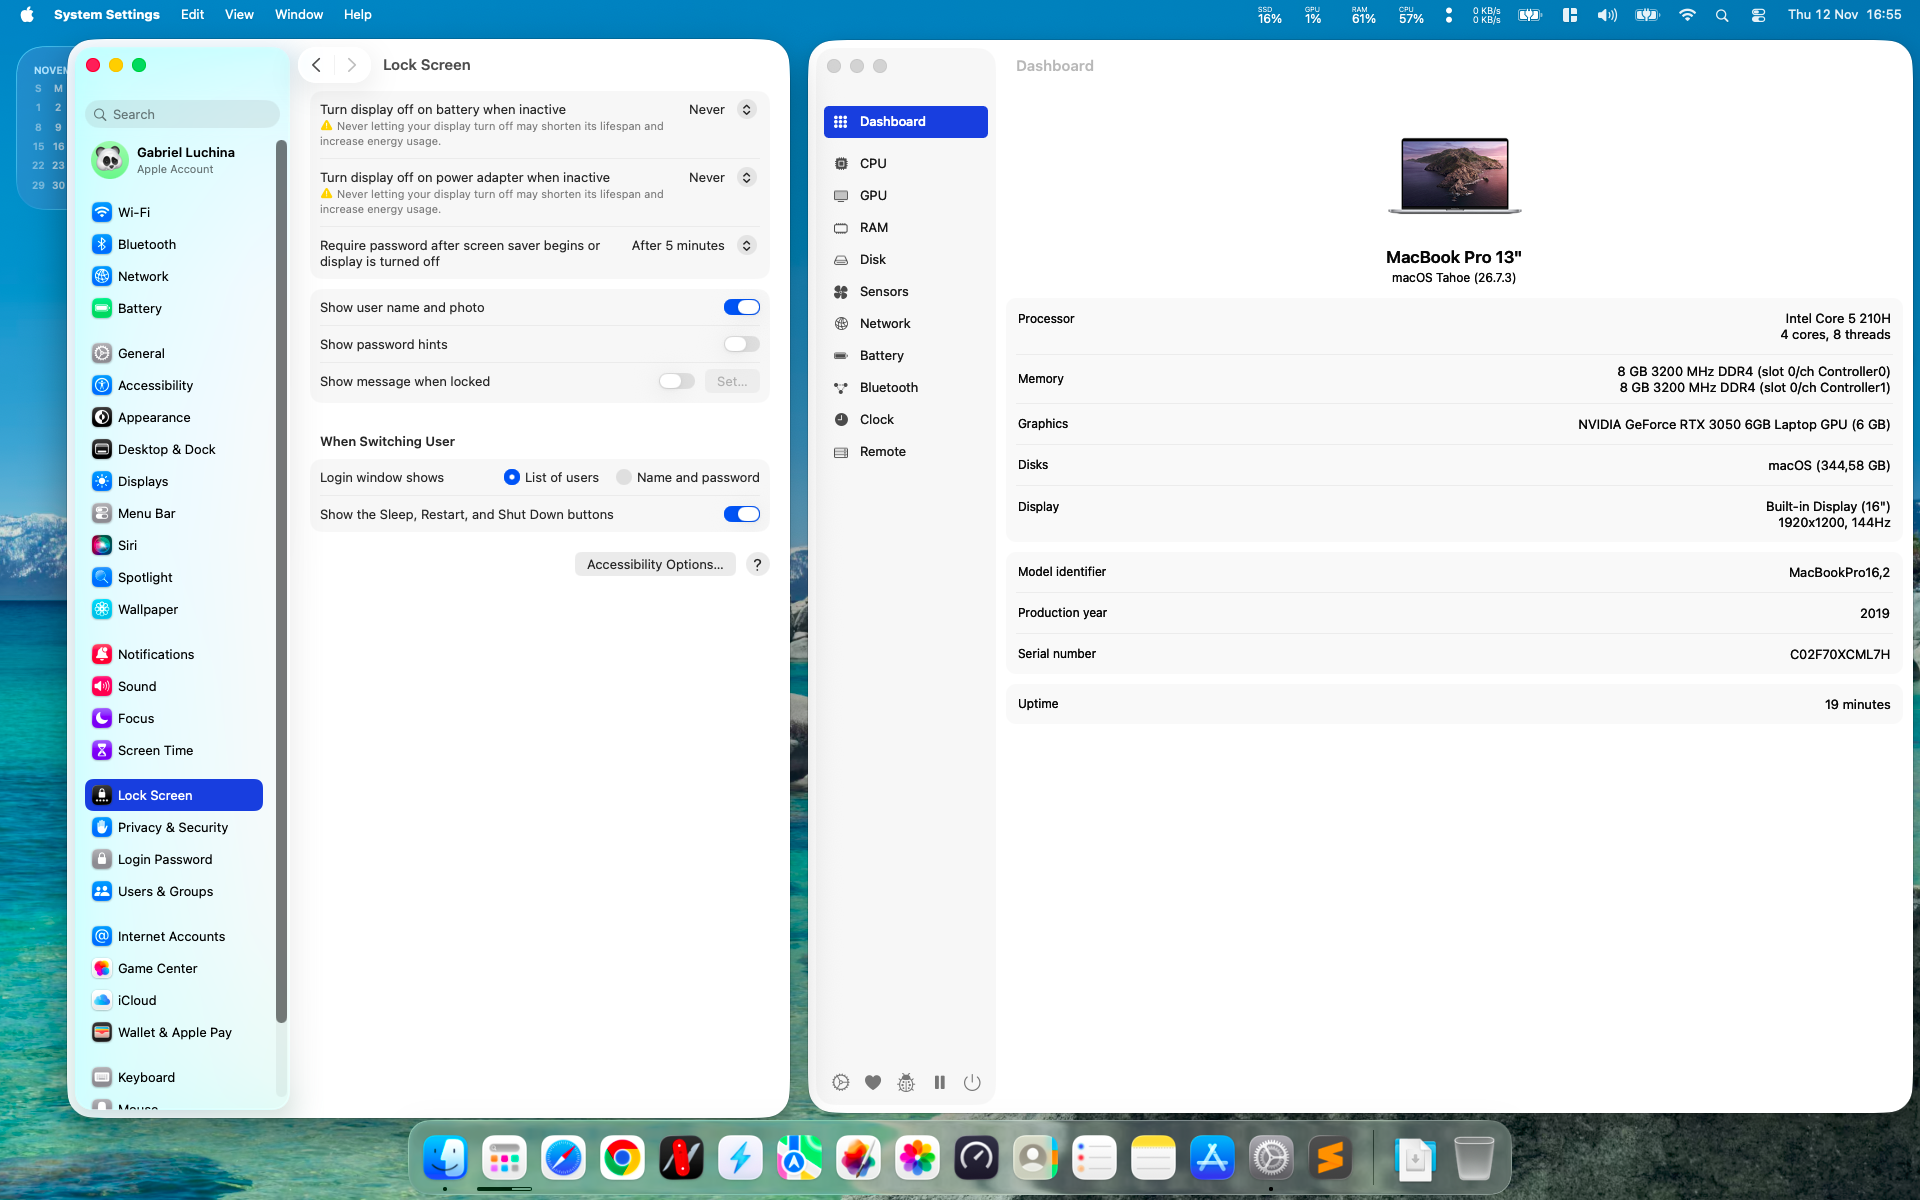 System Settings Edit View Window Help
SSD 16% GPU 1% RAM 61% CPU 57% 0 KB/s 0 KB/s Thu 12 Nov 16:55
NOVEM
S M
1 2
8 9
15 16
22 23
29 30
Search
Gabriel Luchina
Apple Account
Wi-Fi
Bluetooth
Network
Battery
General
Accessibility
Appearance
Desktop & Dock
Displays
Menu Bar
Siri
Spotlight
Wallpaper
Notifications
Sound
Focus
Screen Time
Lock Screen
Privacy & Security
Login Password
Users & Groups
Internet Accounts
Game Center
iCloud
Wallet & Apple Pay
Keyboard
Mouse
Lock Screen
Turn display off on battery when inactive Never
Never letting your display turn off may shorten its lifespan and
increase energy usage.
Turn display off on power adapter when inactive Never
Never letting your display turn off may shorten its lifespan and
increase energy usage.
Require password after screen saver begins or After 5 minutes
display is turned off
Show user name and photo
Show password hints
Show message when locked Set...
When Switching User
Login window shows List of users Name and password
Show the Sleep, Restart, and Shut Down buttons
Accessibility Options... ?
Dashboard
CPU
GPU
RAM
Disk
Sensors
Network
Battery
Bluetooth
Clock
Remote
Dashboard
MacBook Pro 13"
macOS Tahoe (26.7.3)
Processor Intel Core 5 210H
4 cores, 8 threads
Memory 8 GB 3200 MHz DDR4 (slot 0/ch Controller0)
8 GB 3200 MHz DDR4 (slot 0/ch Controller1)
Graphics NVIDIA GeForce RTX 3050 6GB Laptop GPU (6 GB)
Disks macOS (344,58 GB)
Display Built-in Display (16")
1920x1200, 144Hz
Model identifier MacBookPro16,2
Production year 2019
Serial number C02F70XCML7H
Uptime 19 minutes